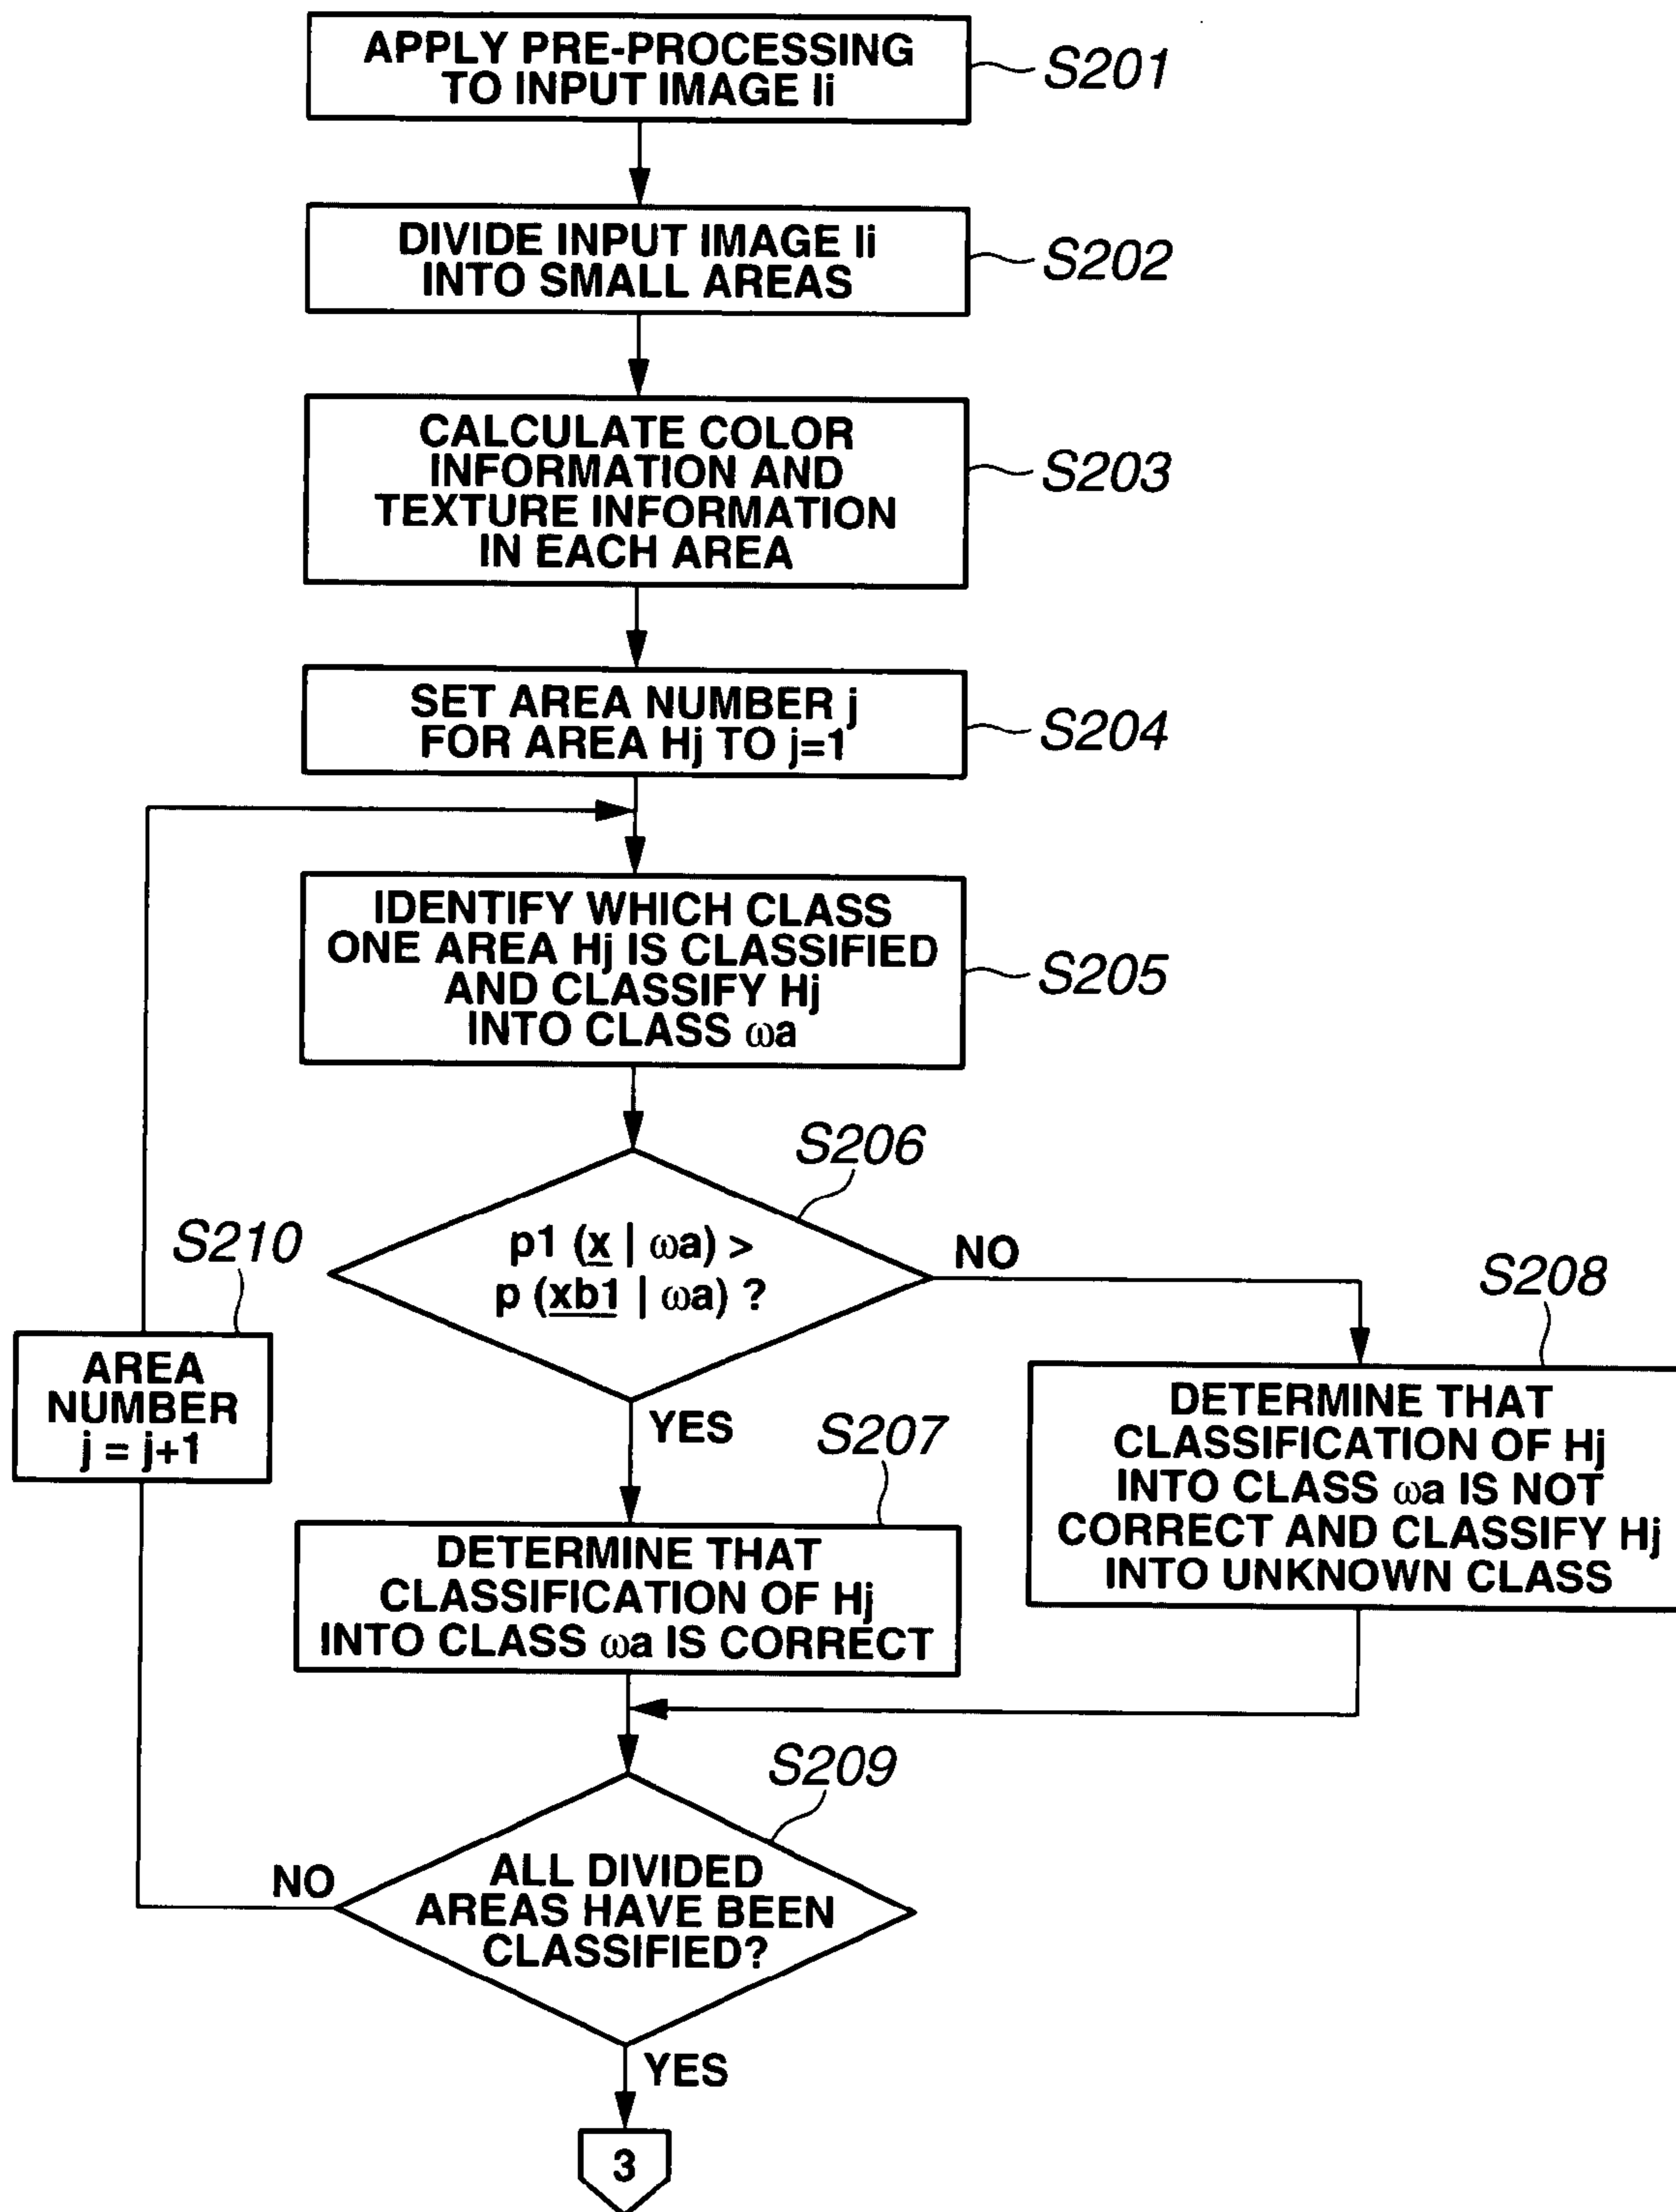 APPLY PRE-PROCESSING
TO INPUT IMAGE Ii
S201
DIVIDE INPUT IMAGE Ii
INTO SMALL AREAS
S202
CALCULATE COLOR
INFORMATION AND
TEXTURE INFORMATION
IN EACH AREA
S203
SET AREA NUMBER j
FOR AREA Hj TO j=1
S204
IDENTIFY WHICH CLASS
ONE AREA Hj IS CLASSIFIED
AND CLASSIFY Hj
INTO CLASS ωa
S205
S206
p1 (x | ωa) >
p (xb1 | ωa) ?
NO
YES
S210
AREA
NUMBER
j = j+1
S208
DETERMINE THAT
CLASSIFICATION OF Hj
INTO CLASS ωa IS NOT
CORRECT AND CLASSIFY Hj
INTO UNKNOWN CLASS
S207
DETERMINE THAT
CLASSIFICATION OF Hj
INTO CLASS ωa IS CORRECT
S209
ALL DIVIDED
AREAS HAVE BEEN
CLASSIFIED?
NO
YES
3